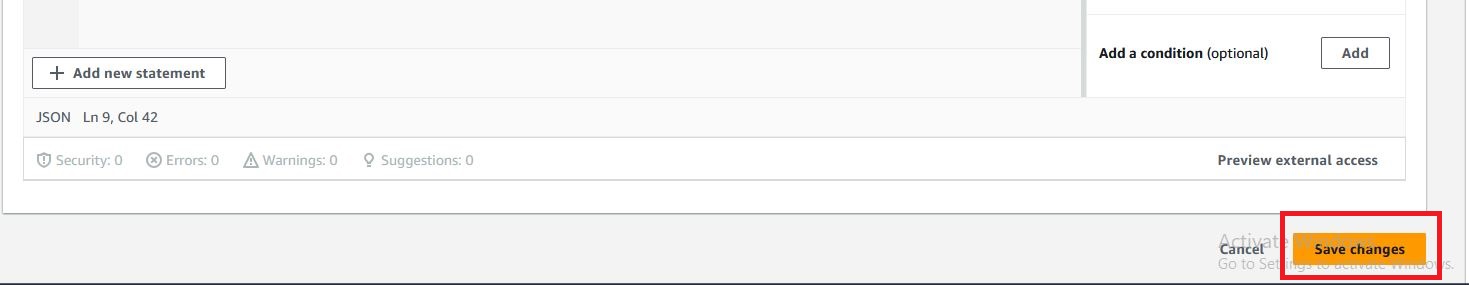 Add a condition (optional)
Add
Add new statement
JSON Ln 9, Col 42
Security: 0 Errors: 0 Warnings: 0 Suggestions: 0
Preview external access
Cancel
Save changes
Activate
Go to Settings to activate Windows.